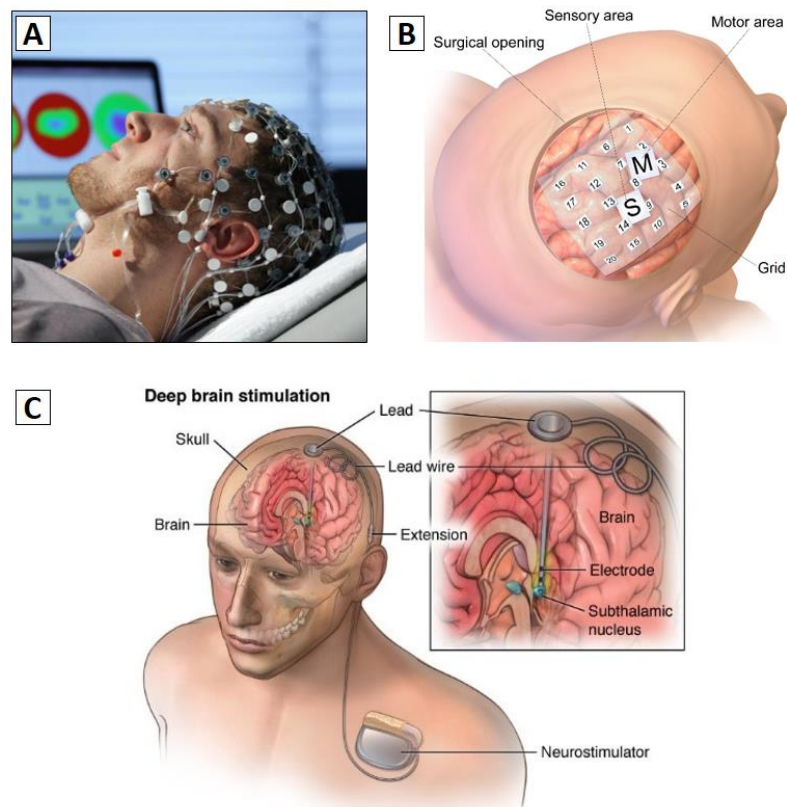 A
B
Sensory area
Motor area
Surgical opening
1
2
3
4
5
6
7
8
9
10
11
12
13
14
15
16
17
18
19
20
M
S
Grid
C
Deep brain stimulation
Lead
Skull
Lead wire
Brain
Extension
Neurostimulator
Brain
Electrode
Subthalamic
nucleus